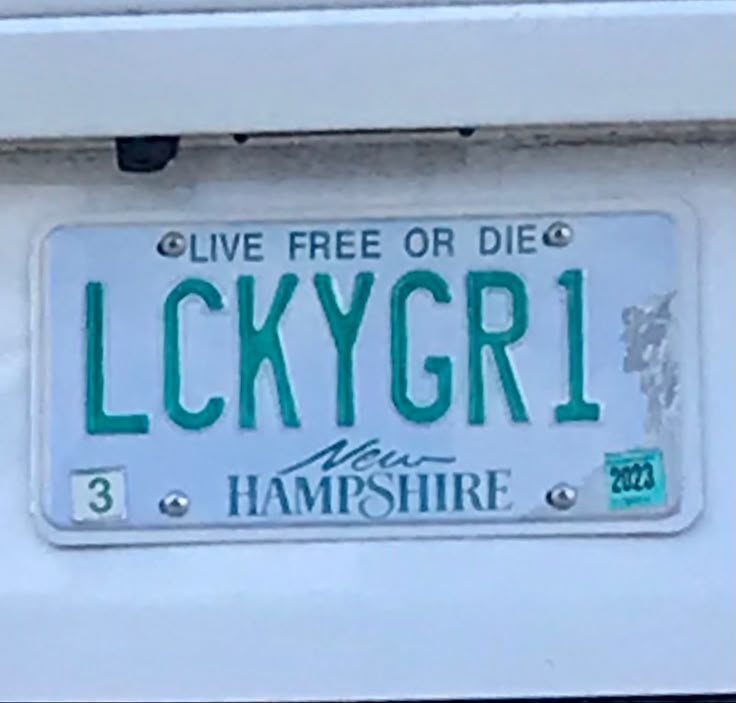 LIVE FREE OR DIE
LCKYGR1
New
HAMPSHIRE
3
2023